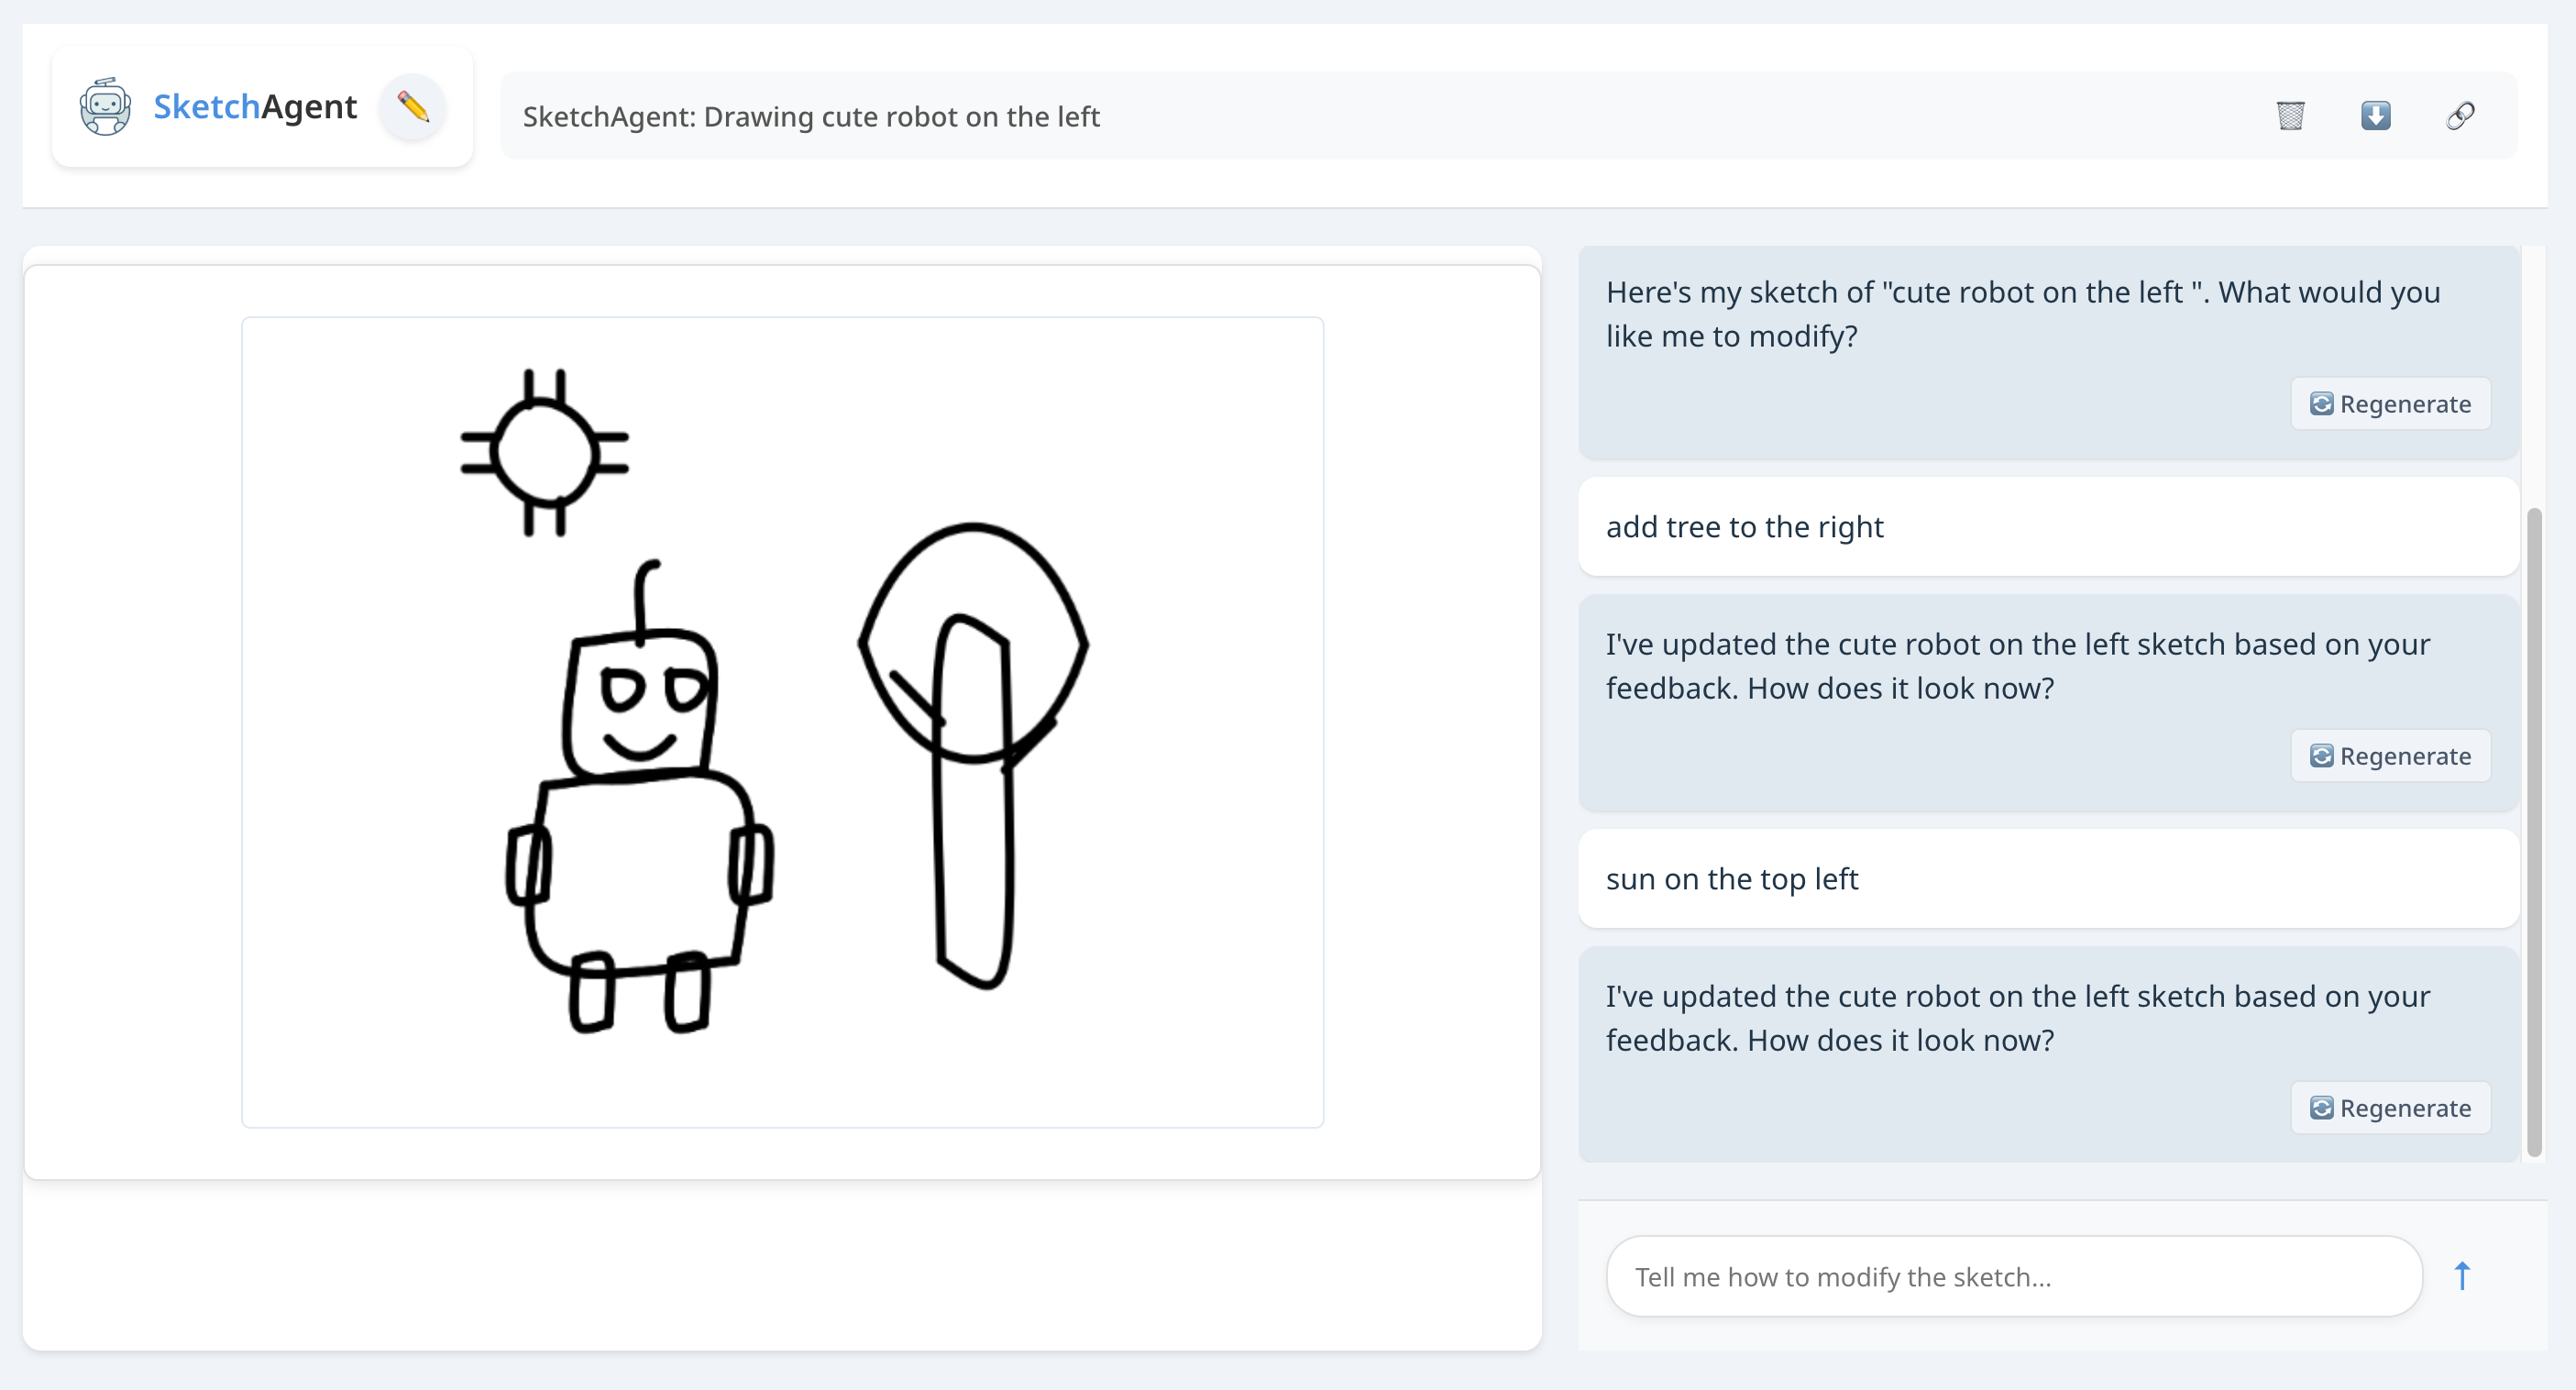 SketchAgent
SketchAgent: Drawing cute robot on the left
Here's my sketch of "cute robot on the left ". What would you
like me to modify?
Regenerate
add tree to the right
I've updated the cute robot on the left sketch based on your
feedback. How does it look now?
Regenerate
sun on the top left
I've updated the cute robot on the left sketch based on your
feedback. How does it look now?
Regenerate
Tell me how to modify the sketch...